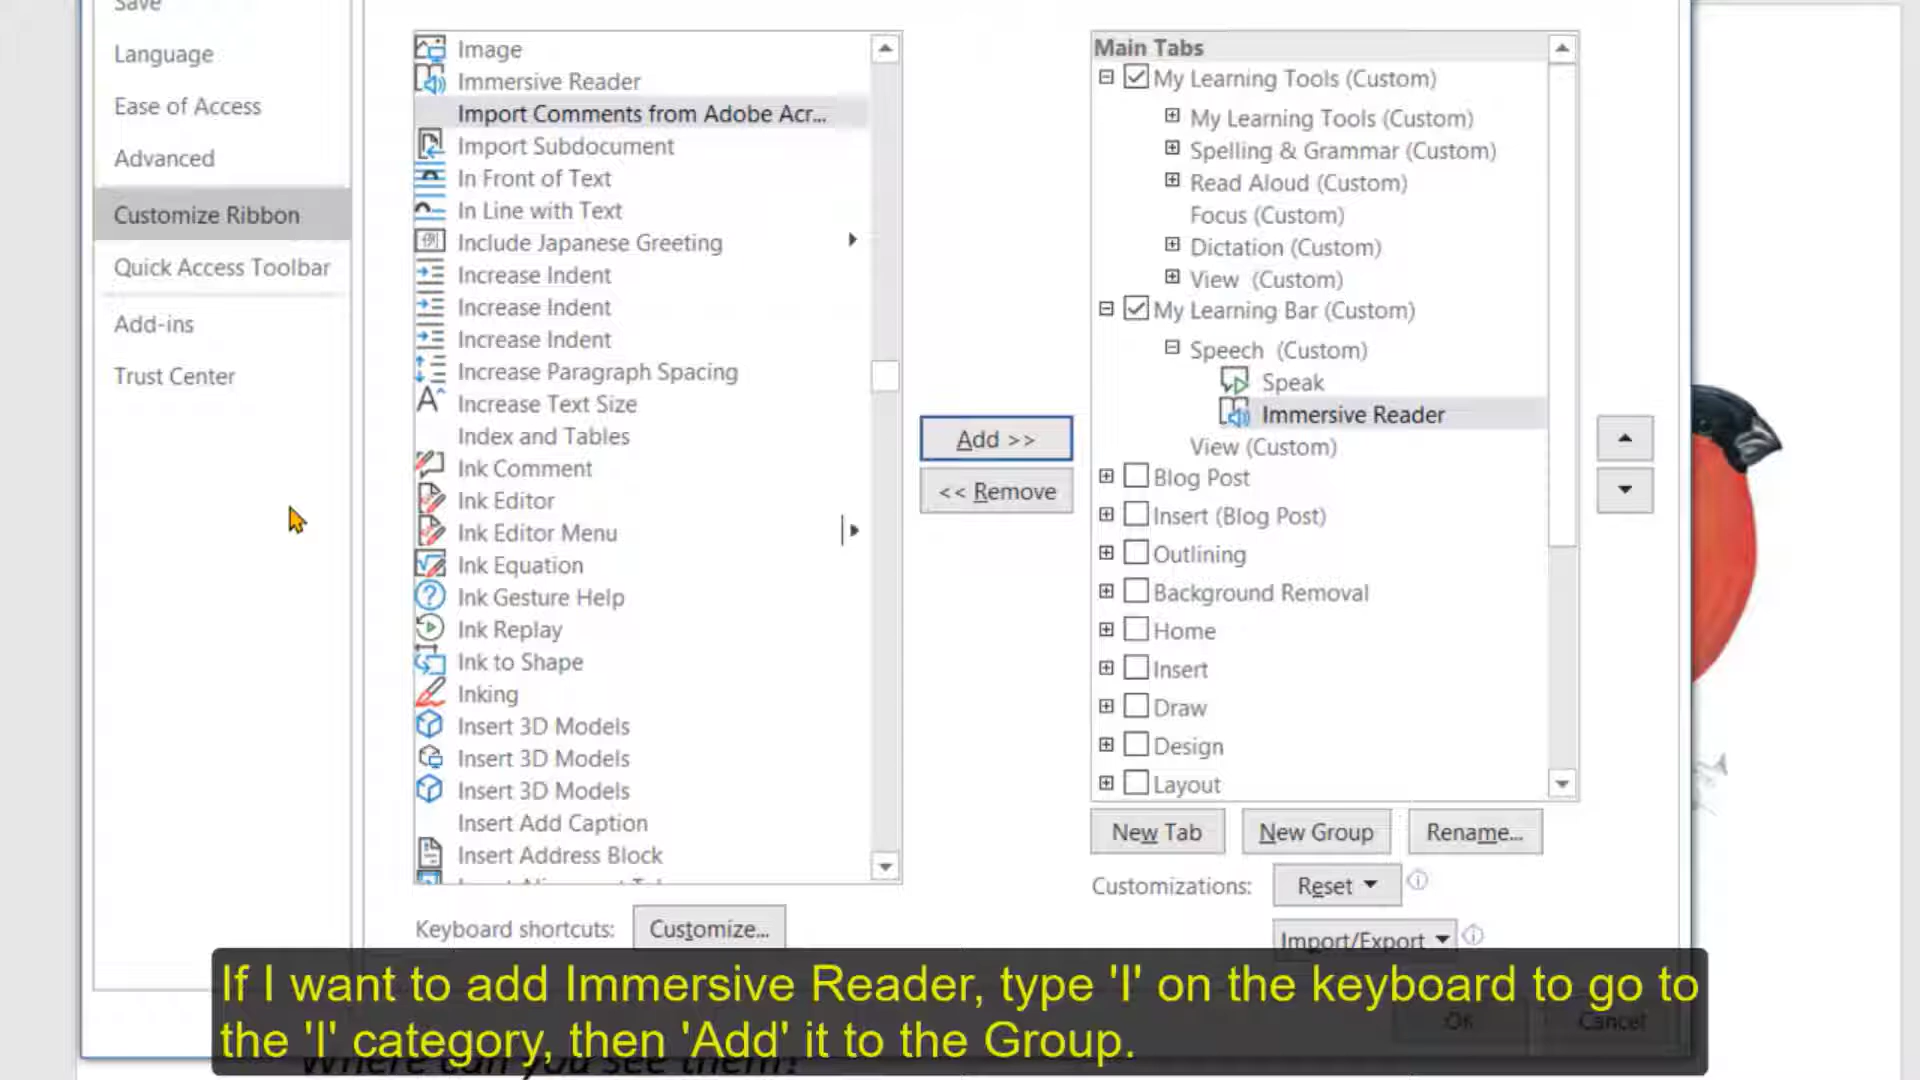 Save
Language
Ease of Access
Advanced
Customize Ribbon
Quick Access Toolbar
Add-ins
Trust Center
Image
Immersive Reader
Import Comments from Adobe Acr...
Import Subdocument
In Front of Text
In Line with Text
Include Japanese Greeting
Increase Indent
Increase Indent
Increase Indent
Increase Paragraph Spacing
Increase Text Size
Index and Tables
Ink Comment
Ink Editor
Ink Editor Menu
Ink Equation
Ink Gesture Help
Ink Replay
Ink to Shape
Inking
Insert 3D Models
Insert 3D Models
Insert 3D Models
Insert Add Caption
Insert Address Block
Keyboard shortcuts: Customize...
Add >>
<< Remove
Main Tabs
My Learning Tools (Custom)
My Learning Tools (Custom)
Spelling & Grammar (Custom)
Read Aloud (Custom)
Focus (Custom)
Dictation (Custom)
View (Custom)
My Learning Bar (Custom)
Speech (Custom)
Speak
Immersive Reader
View (Custom)
Blog Post
Insert (Blog Post)
Outlining
Background Removal
Home
Insert
Draw
Design
Layout
New Tab New Group Rename...
Customizations: Reset
Import/Export
OK Cancel
If I want to add Immersive Reader, type 'I' on the keyboard to go to
the 'I' category, then 'Add' it to the Group.
Where can you see them?